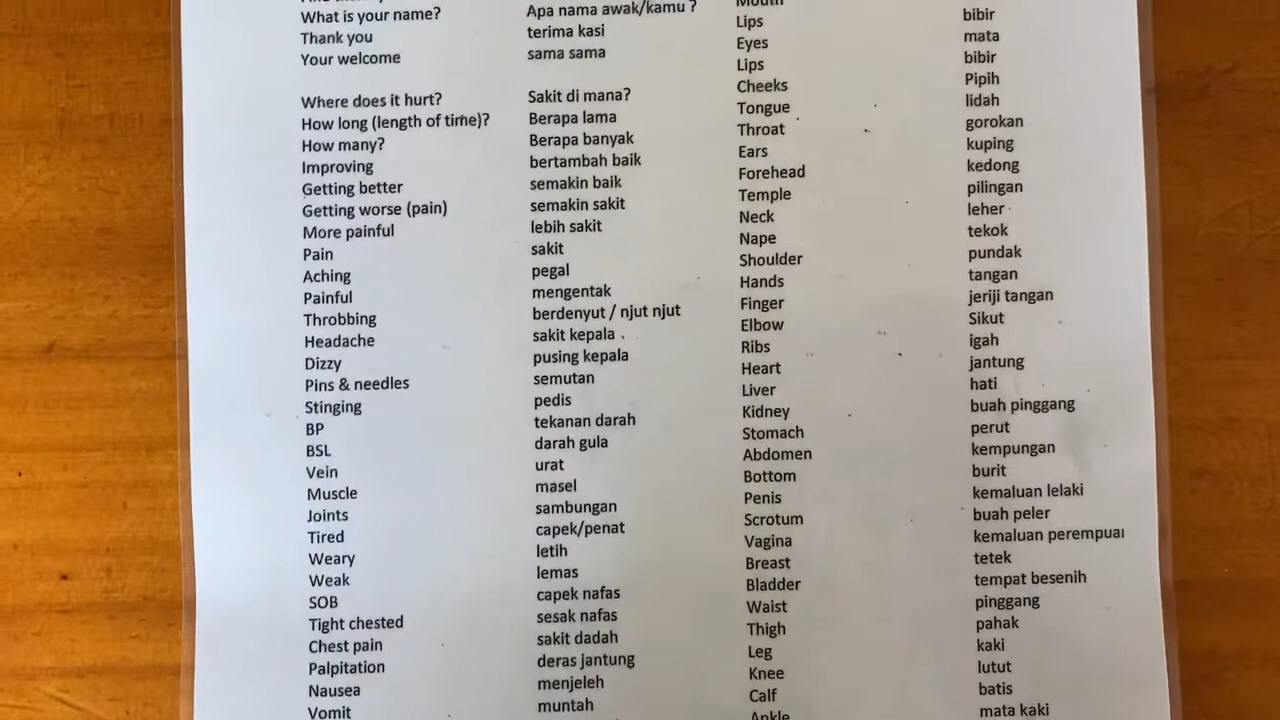 What is your name? Apa nama awak/kamu ? Mouth
Thank you terima kasi Lips bibir
Your welcome sama sama Eyes mata
Lips bibir
Where does it hurt? Sakit di mana? Cheeks Pipih
How long (length of time)? Berapa lama Tongue lidah
How many? Berapa banyak Throat gorokan
Improving bertambah baik Ears kuping
Getting better semakin baik Forehead kedong
Getting worse (pain) semakin sakit Temple pilingan
More painful lebih sakit Neck leher
Pain sakit Nape tekok
Aching pegal Shoulder pundak
Painful mengentak Hands tangan
Throbbing berdenyut / njut njut Finger jeriji tangan
Headache sakit kepala Elbow Sikut
Dizzy pusing kepala Ribs igah
Pins & needles semutan Heart jantung
Stinging pedis Liver hati
BP tekanan darah Kidney buah pinggang
BSL darah gula Stomach perut
Vein urat Abdomen kempungan
Muscle masel Bottom burit
Joints sambungan Penis kemaluan lelaki
Tired capek/penat Scrotum buah peler
Weary letih Vagina kemaluan perempuai
Weak lemas Breast tetek
SOB capek nafas Bladder tempat besenih
Tight chested sesak nafas Waist pinggang
Chest pain sakit dadah Thigh pahak
Palpitation deras jantung Leg kaki
Nausea menjeleh Knee lutut
Vomit muntah Calf batis
Ankle mata kaki